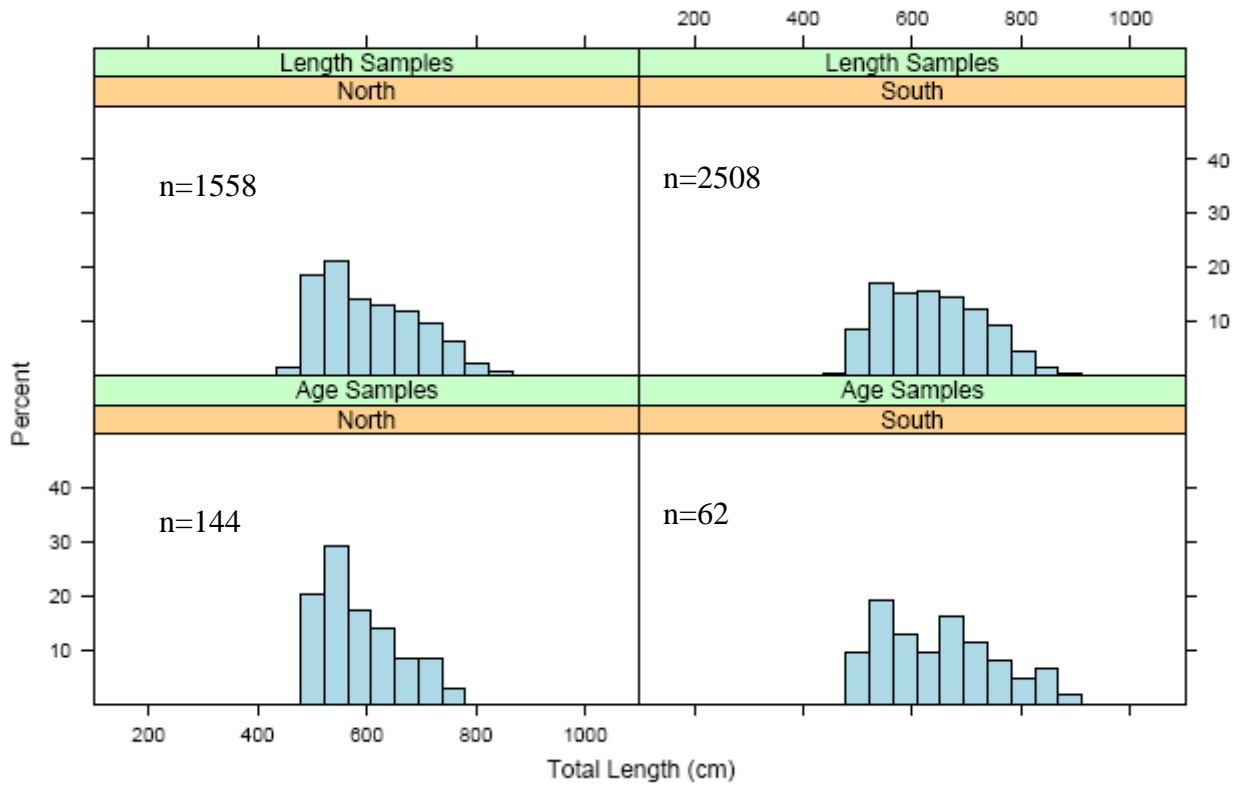 200 400 600 800 1000
Length Samples Length Samples
North South
n=1558 n=2508
40
30
20
10
Age Samples Age Samples
North South
Percent
40
30
20
10
n=144 n=62
200 400 600 800 1000
Total Length (cm)